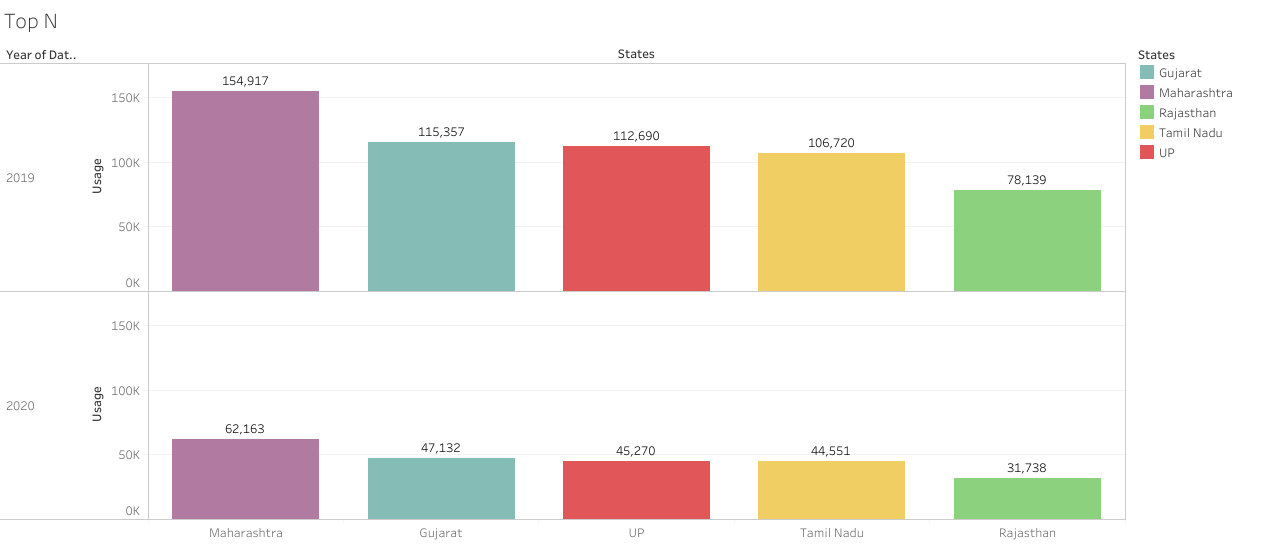 Top N
Year of Dat..
States
States
Gujarat
Maharashtra
Rajasthan
Tamil Nadu
UP
2019
Usage
150K
100K
50K
0K
154,917
115,357
112,690
106,720
78,139
2020
Usage
150K
100K
50K
0K
62,163
47,132
45,270
44,551
31,738
Maharashtra
Gujarat
UP
Tamil Nadu
Rajasthan